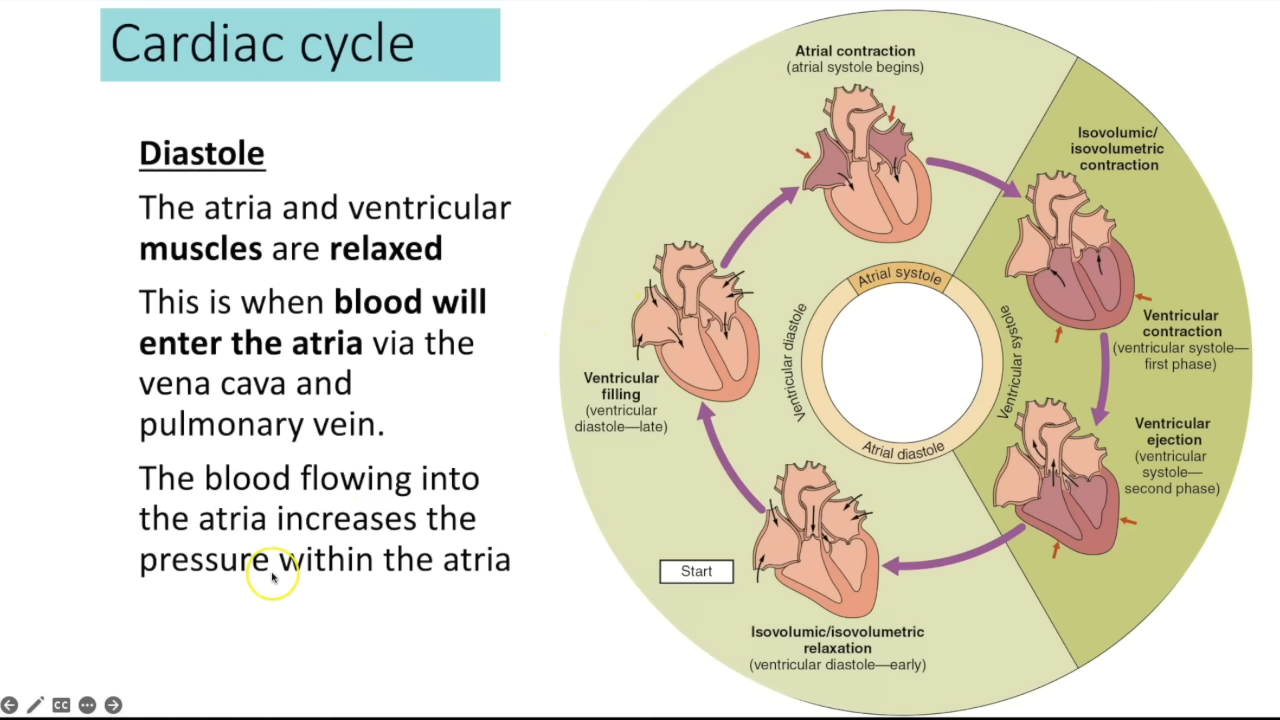 Cardiac cycle
Diastole
The atria and ventricular
muscles are relaxed
This is when blood will
enter the atria via the
vena cava and
pulmonary vein.
The blood flowing into
the atria increases the
pressure within the atria
Atrial contraction
(atrial systole begins)
Isovolumic/
isovolumetric
contraction
Ventricular
contraction
(ventricular systole—
first phase)
Ventricular
ejection
(ventricular
systole—
second phase)
Isovolumic/isovolumetric
relaxation
(ventricular diastole—early)
Start
Ventricular
filling
(ventricular
diastole—late)
Atrial systole
Ventricular systole
Atrial diastole
Ventricular diastole
CC